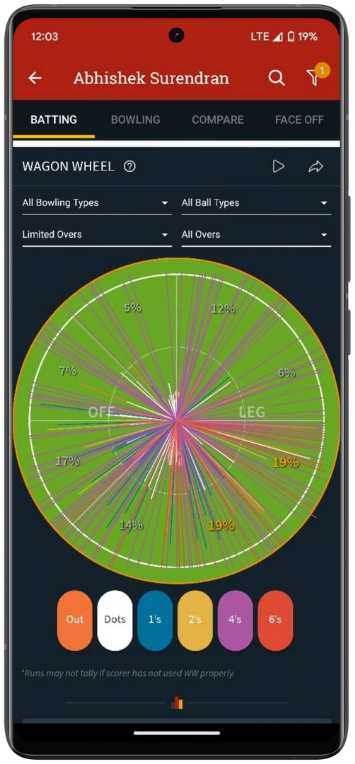 12:03 LTE 19%
Abhishek Surendran 1
BATTING BOWLING COMPARE FACE OFF
WAGON WHEEL
All Bowling Types All Ball Types
Limited Overs All Overs
5% 12%
7% 6%
OFF LEG
17% 19%
14% 19%
Out Dots 1's 2's 4's 6's
*Runs may not tally if scorer has not used WW properly.